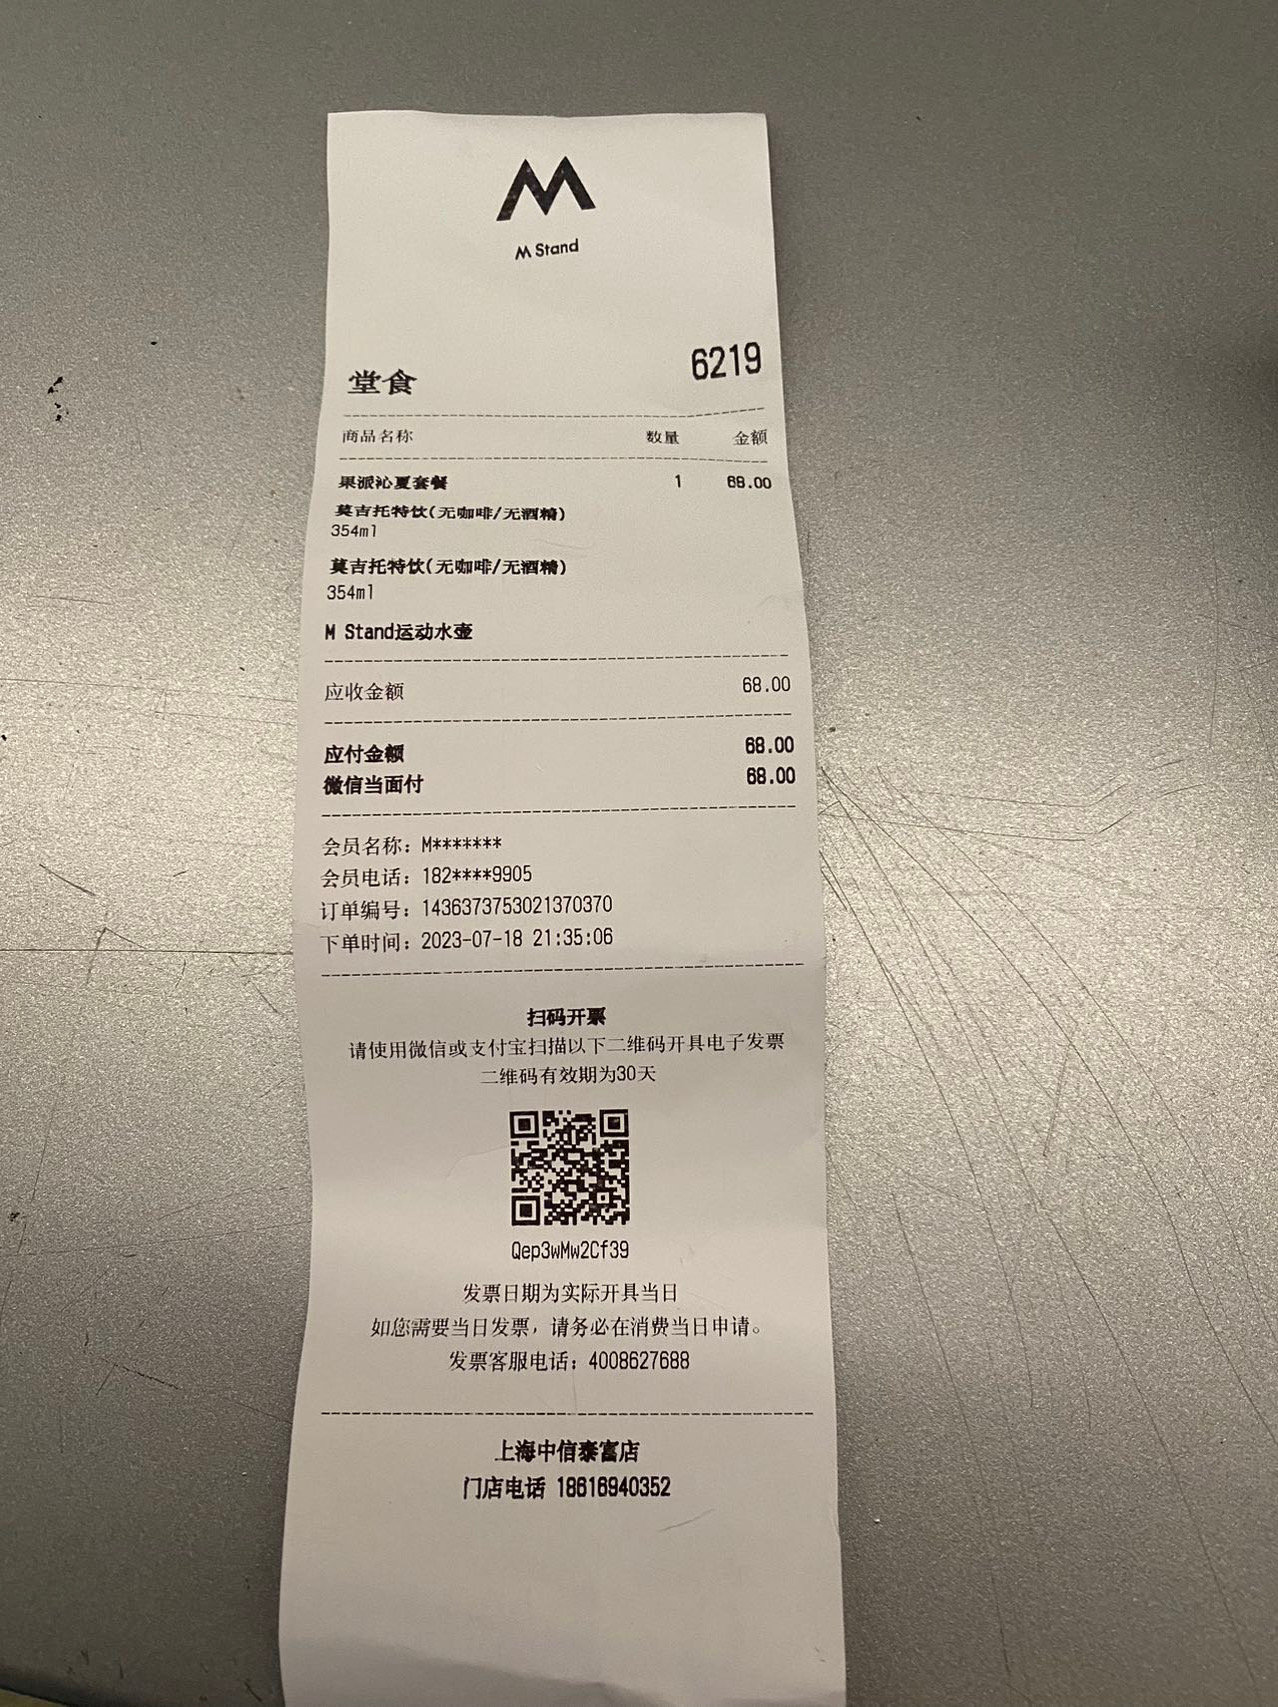 M Stand
堂食 6219
商品名称 数量 金额
果派沁夏套餐 1 68.00
莫吉托特饮(无咖啡/无酒精)
354ml
莫吉托特饮(无咖啡/无酒精)
354ml
M Stand运动水壶
应收金额 68.00
应付金额 68.00
微信当面付 68.00
会员名称：M*******
会员电话：182****9905
订单编号：1436373753021370370
下单时间：2023-07-18 21:35:06
扫码开票
请使用微信或支付宝扫描以下二维码开具电子发票
二维码有效期为30天
Qep3wMw2Cf39
发票日期为实际开具当日
如您需要当日发票，请务必在消费当日申请。
发票客服电话：4008627688
上海中信泰富店
门店电话 18616940352